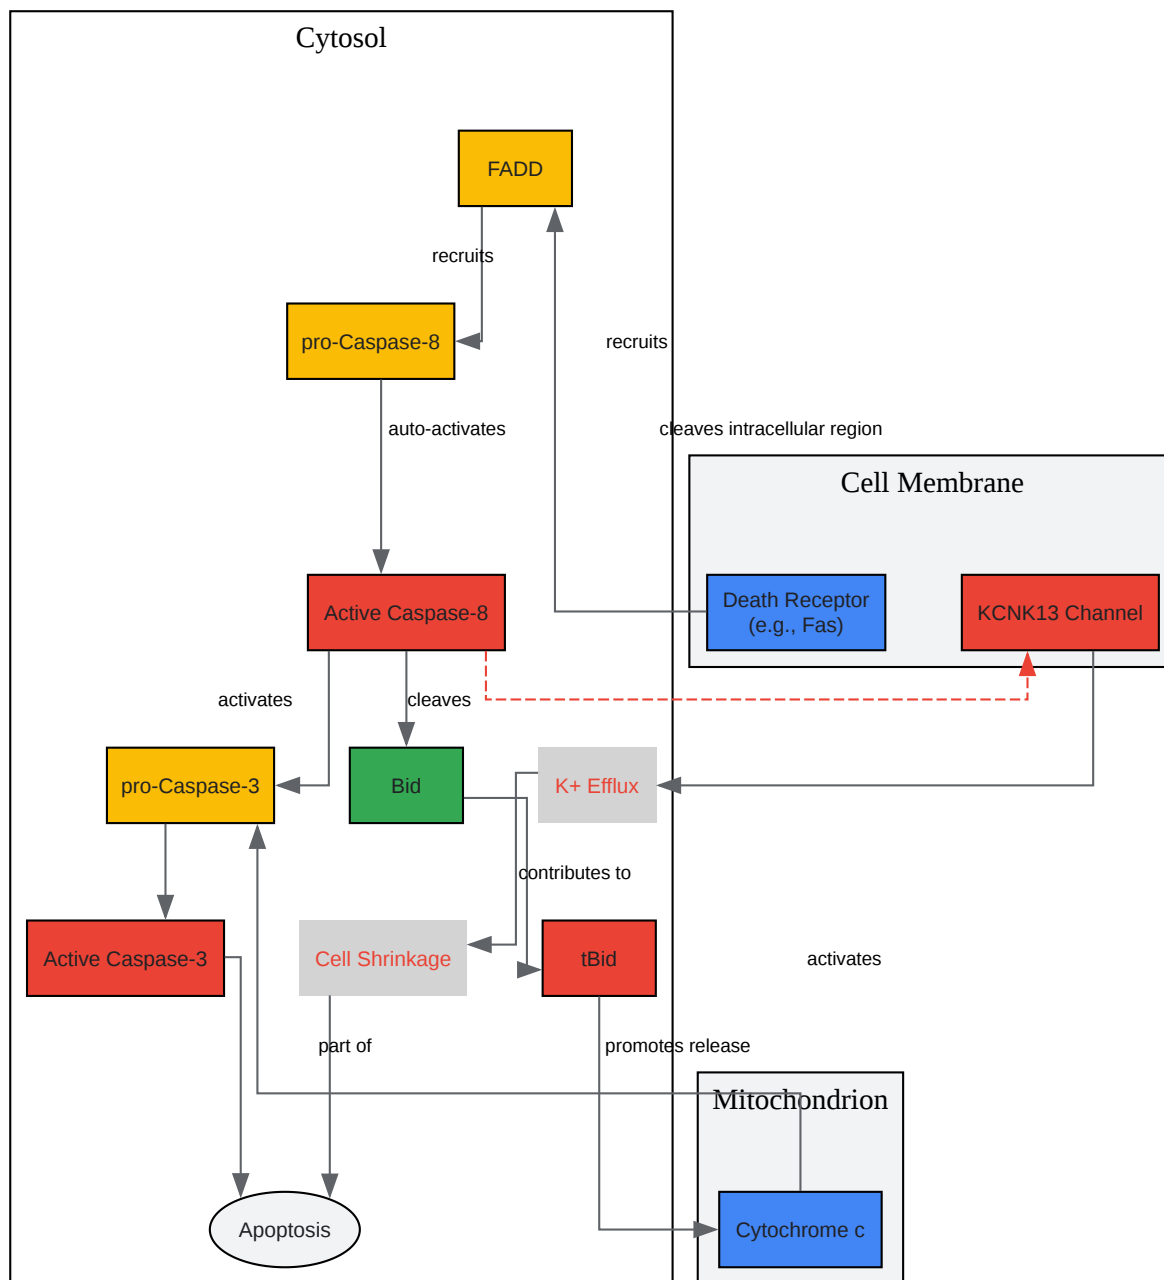 Cytosol
FADD
recruits
pro-Caspase-8
recruits
auto-activates
cleaves intracellular region
Cell Membrane
Active Caspase-8
Death Receptor
(e.g., Fas)
KCNK13 Channel
activates
cleaves
pro-Caspase-3
Bid
K+ Efflux
contributes to
Active Caspase-3
Cell Shrinkage
tBid
activates
part of
promotes release
Mitochondrion
Apoptosis
Cytochrome c